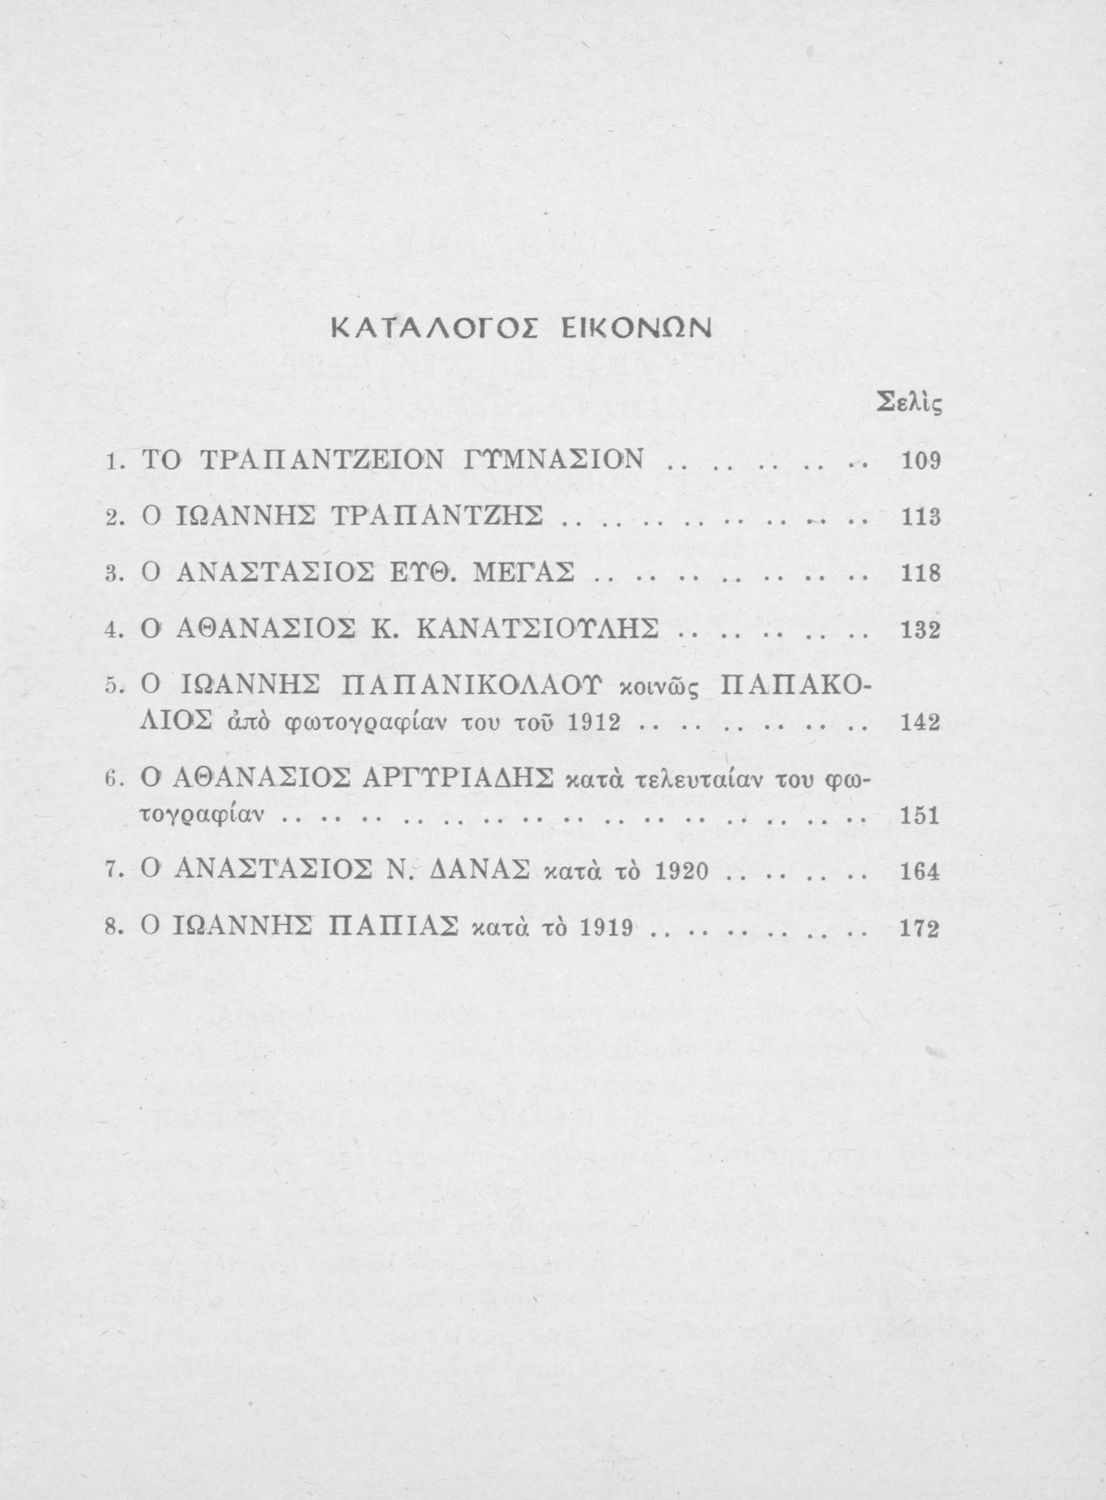 ΚΑΤΑΛΟΓΟΣ ΕΙΚΟΝΩΝ
Σελὶς
1. ΤΟ ΤΡΑΠΑΝΤΖΕΙΟΝ ΓΥΜΝΑΣΙΟΝ .. .. .. .. .. 109
2. Ο ΙΩΑΝΝΗΣ ΤΡΑΠΑΝΤΖΗΣ .. .. .. .. .. .. .. .. 113
3. Ο ΑΝΑΣΤΑΣΙΟΣ ΕΥΘ. ΜΕΓΑΣ .. .. .. .. .. .. .. 118
4. Ο ΑΘΑΝΑΣΙΟΣ Κ. ΚΑΝΑΤΣΙΟΥΛΗΣ .. .. .. .. .. 132
5. Ο ΙΩΑΝΝΗΣ ΠΑΠΑΝΙΚΟΛΑΟΥ κοινῶς ΠΑΠΑΚΟ-
ΛΙΟΣ ἀπὸ φωτογραφίαν του τοῦ 1912 .. .. .. .. .. .. 142
6. Ο ΑΘΑΝΑΣΙΟΣ ΑΡΓΥΡΙΑΔΗΣ κατὰ τελευταίαν του φω-
τογραφίαν .. .. .. .. .. .. .. .. .. .. .. .. .. .. .. 151
7. Ο ΑΝΑΣΤΑΣΙΟΣ Ν. ΔΑΝΑΣ κατὰ τὸ 1920 .. .. .. .. 164
8. Ο ΙΩΑΝΝΗΣ ΠΑΠΙΑΣ κατὰ τὸ 1919 .. .. .. .. .. .. 172